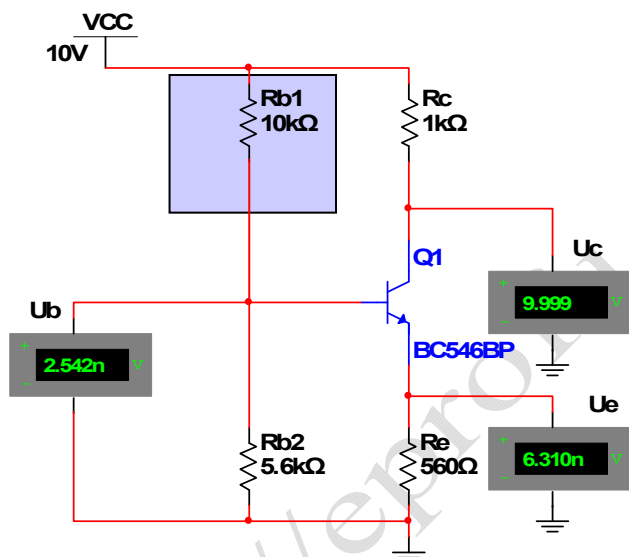 VCC
10V
Rb1
10kΩ
Rc
1kΩ
Q1
Uc
+
9.999
V
−
Ub
+
2.542n
V
−
BC546BP
Ue
+
6.310n
V
−
Rb2
5.6kΩ
Re
560Ω